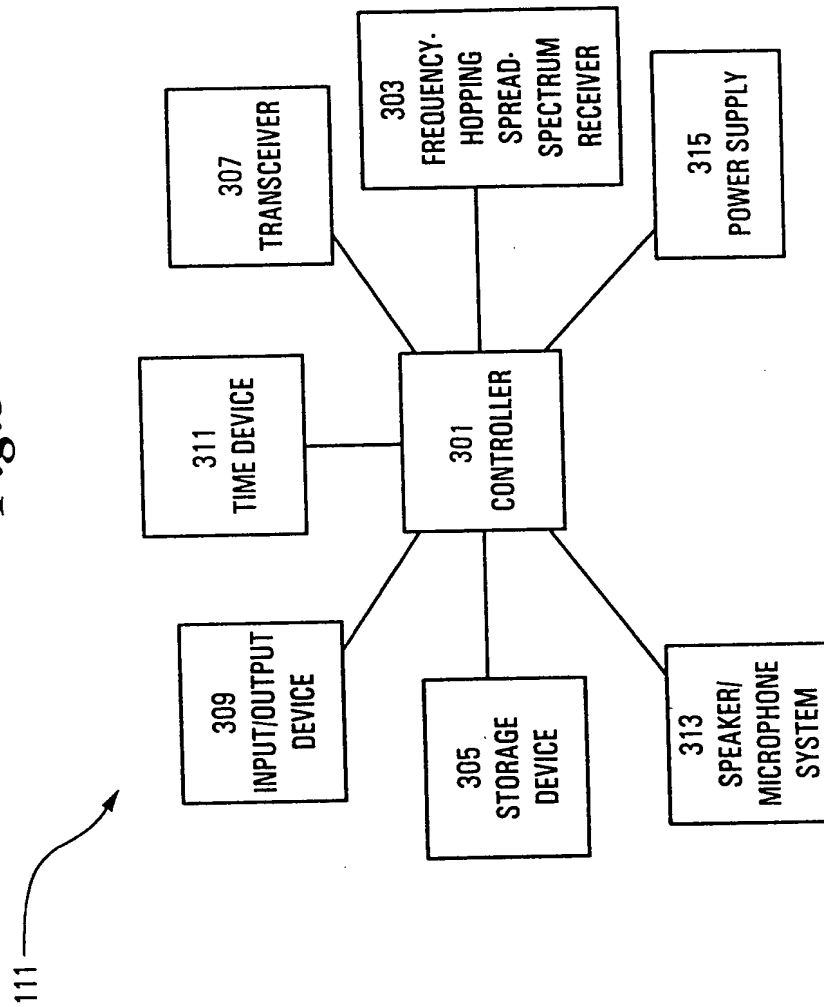 111
309
INPUT/OUTPUT
DEVICE
311
TIME DEVICE
307
TRANSCEIVER
305
STORAGE
DEVICE
301
CONTROLLER
303
FREQUENCY-
HOPPING
SPREAD-
SPECTRUM
RECEIVER
313
SPEAKER/
MICROPHONE
SYSTEM
315
POWER SUPPLY